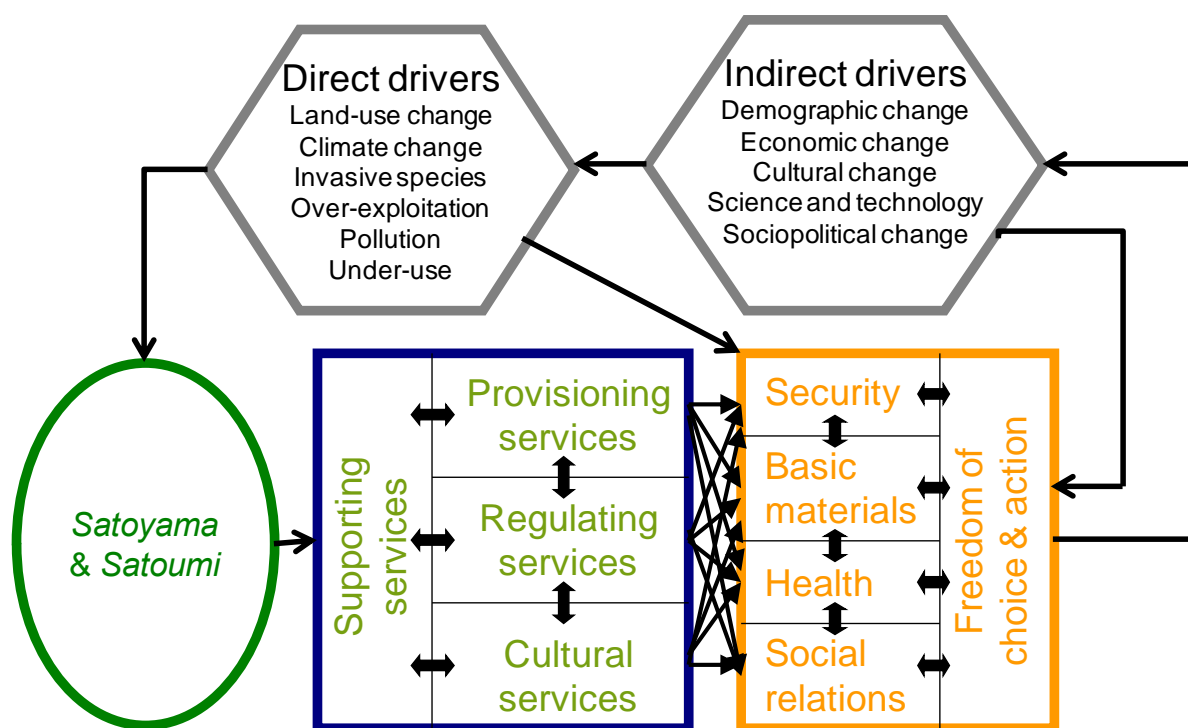 Direct drivers
Land-use change
Climate change
Invasive species
Over-exploitation
Pollution
Under-use
Indirect drivers
Demographic change
Economic change
Cultural change
Science and technology
Sociopolitical change
Satoyama
& Satoumi
Supporting
services
Provisioning
services
Regulating
services
Cultural
services
Security
Basic
materials
Health
Social
relations
Freedom of
choice & action